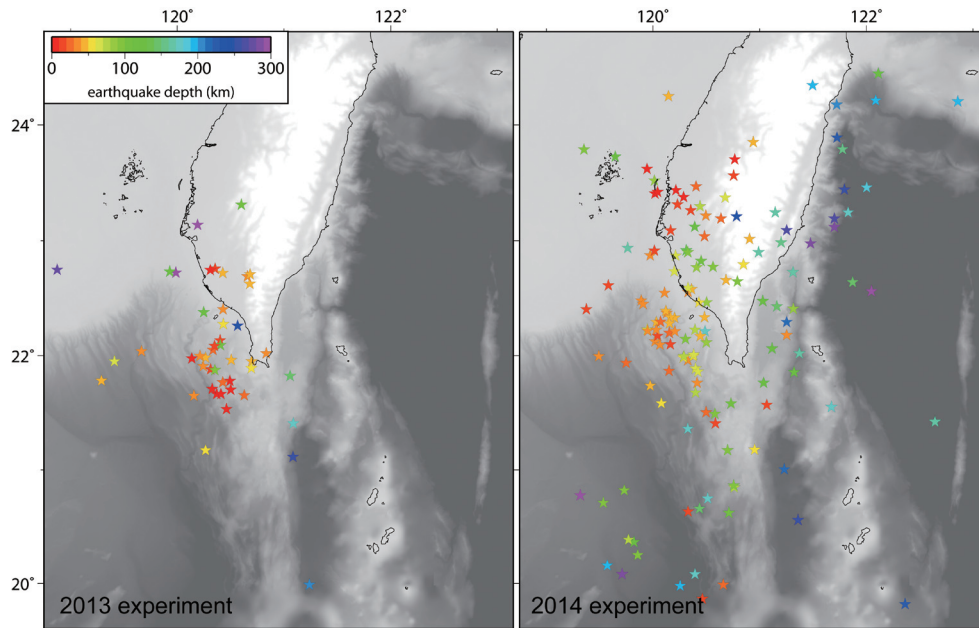 120˚ 122˚ 120˚ 122˚
0 100 200 300
earthquake depth (km)
24˚
22˚
20˚
2013 experiment 2014 experiment